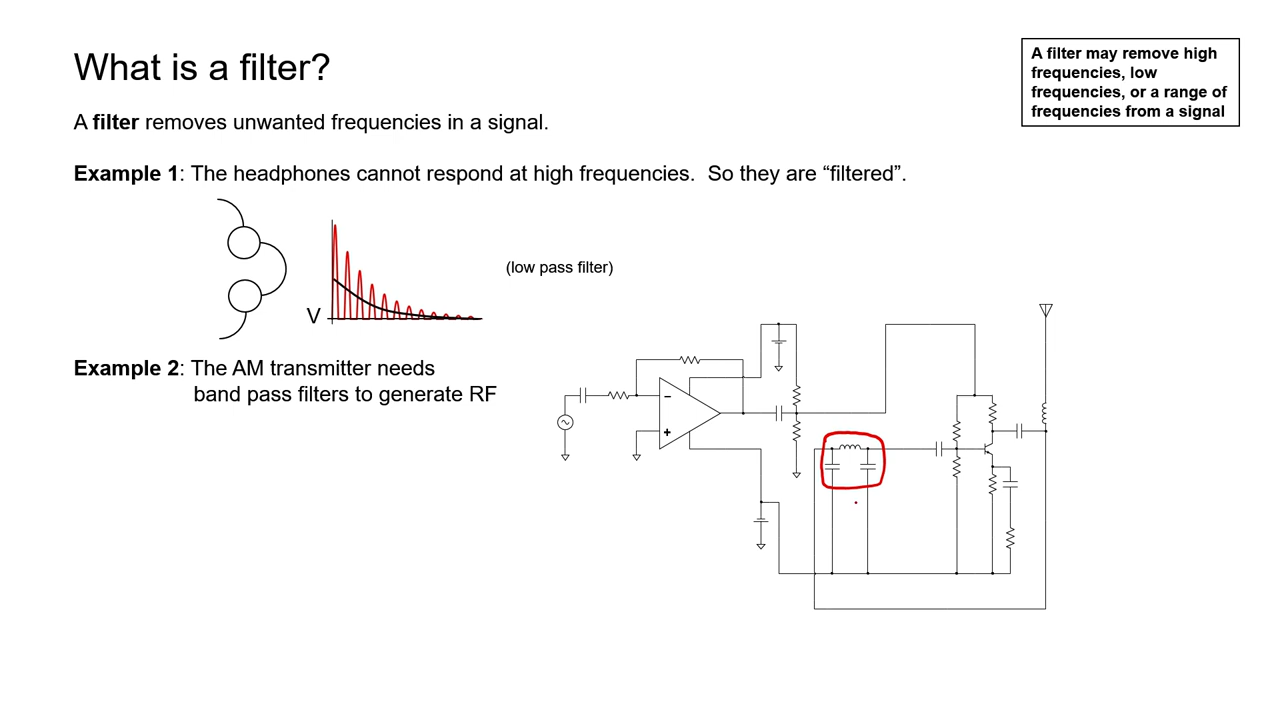 What is a filter?
A filter may remove high
frequencies, low
frequencies, or a range of
frequencies from a signal
A filter removes unwanted frequencies in a signal.
Example 1: The headphones cannot respond at high frequencies.  So they are “filtered”.
(low pass filter)
V
Example 2: The AM transmitter needs
band pass filters to generate RF
−
+